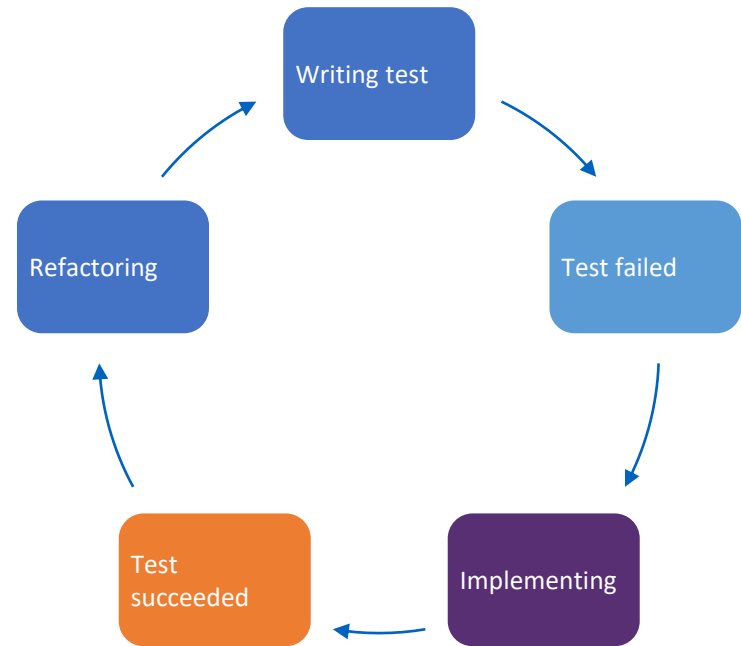 Writing test
Test failed
Implementing
Test
succeeded
Refactoring